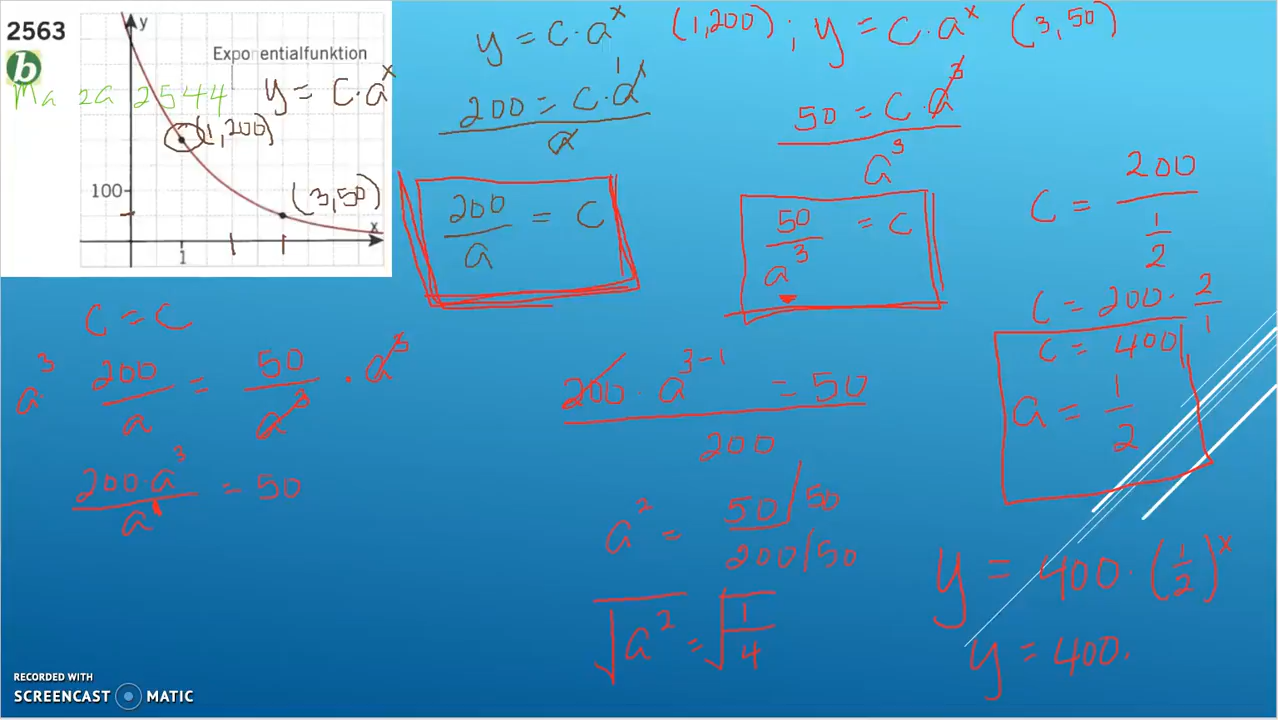 2563
b
Ma 2a 2544
y
Exponentialfunktion
y = C·a^x
(1,200)
100
(3,50)
x
1
y = C·a^x (1,200) ; y = C·a^x (3,50)
200 = C·a^1
a
50 = C·a^3
a^3
200/a = C
50/a^3 = C
C = 200/(1/2)
C = 200·2/1
C = 400
a = 1/2
C = C
a^3· 200/a = 50/a^3 · a^3
200·a^3/a^1 = 50
200·a^(3-1) = 50
200
a^2 = 50/50
200/50
√a^2 = √1/4
y = 400·(1/2)^x
y = 400·
RECORDED WITH
SCREENCAST MATIC